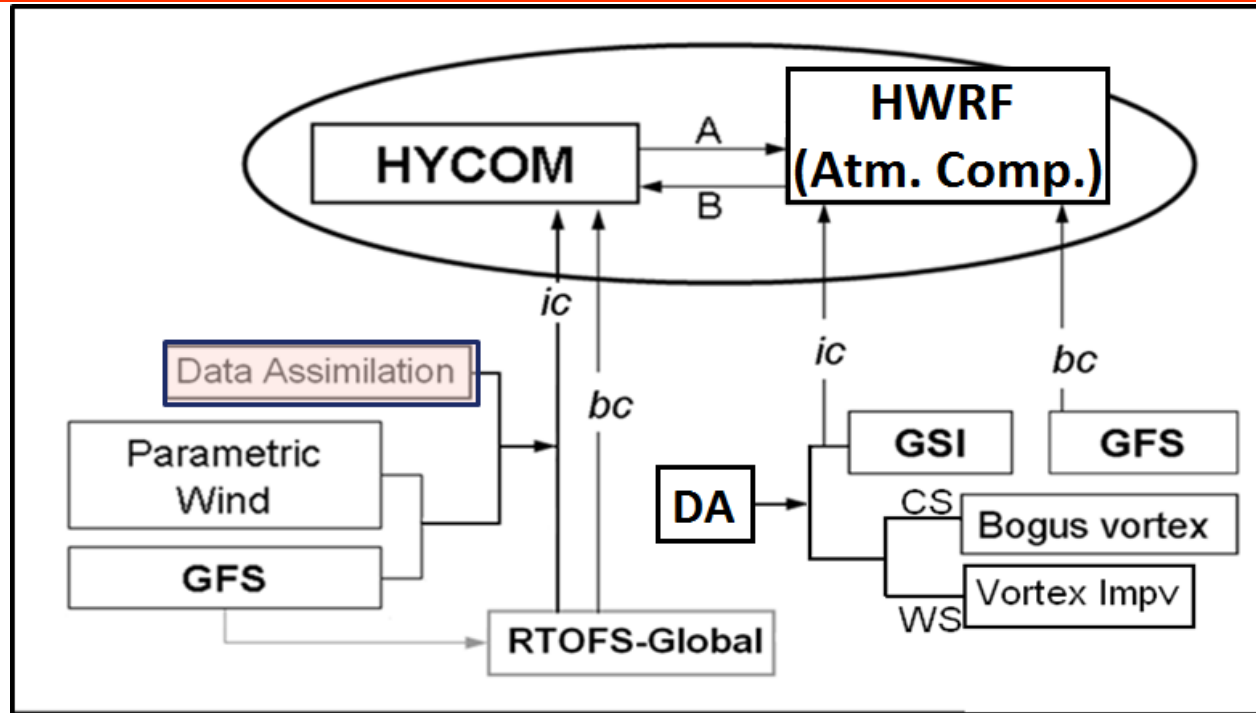 HYCOM
A
B
HWRF
(Atm. Comp.)
ic
bc
ic
bc
Data Assimilation
Parametric
Wind
GFS
RTOFS-Global
DA
GSI
GFS
CS
Bogus vortex
WS
Vortex Impv